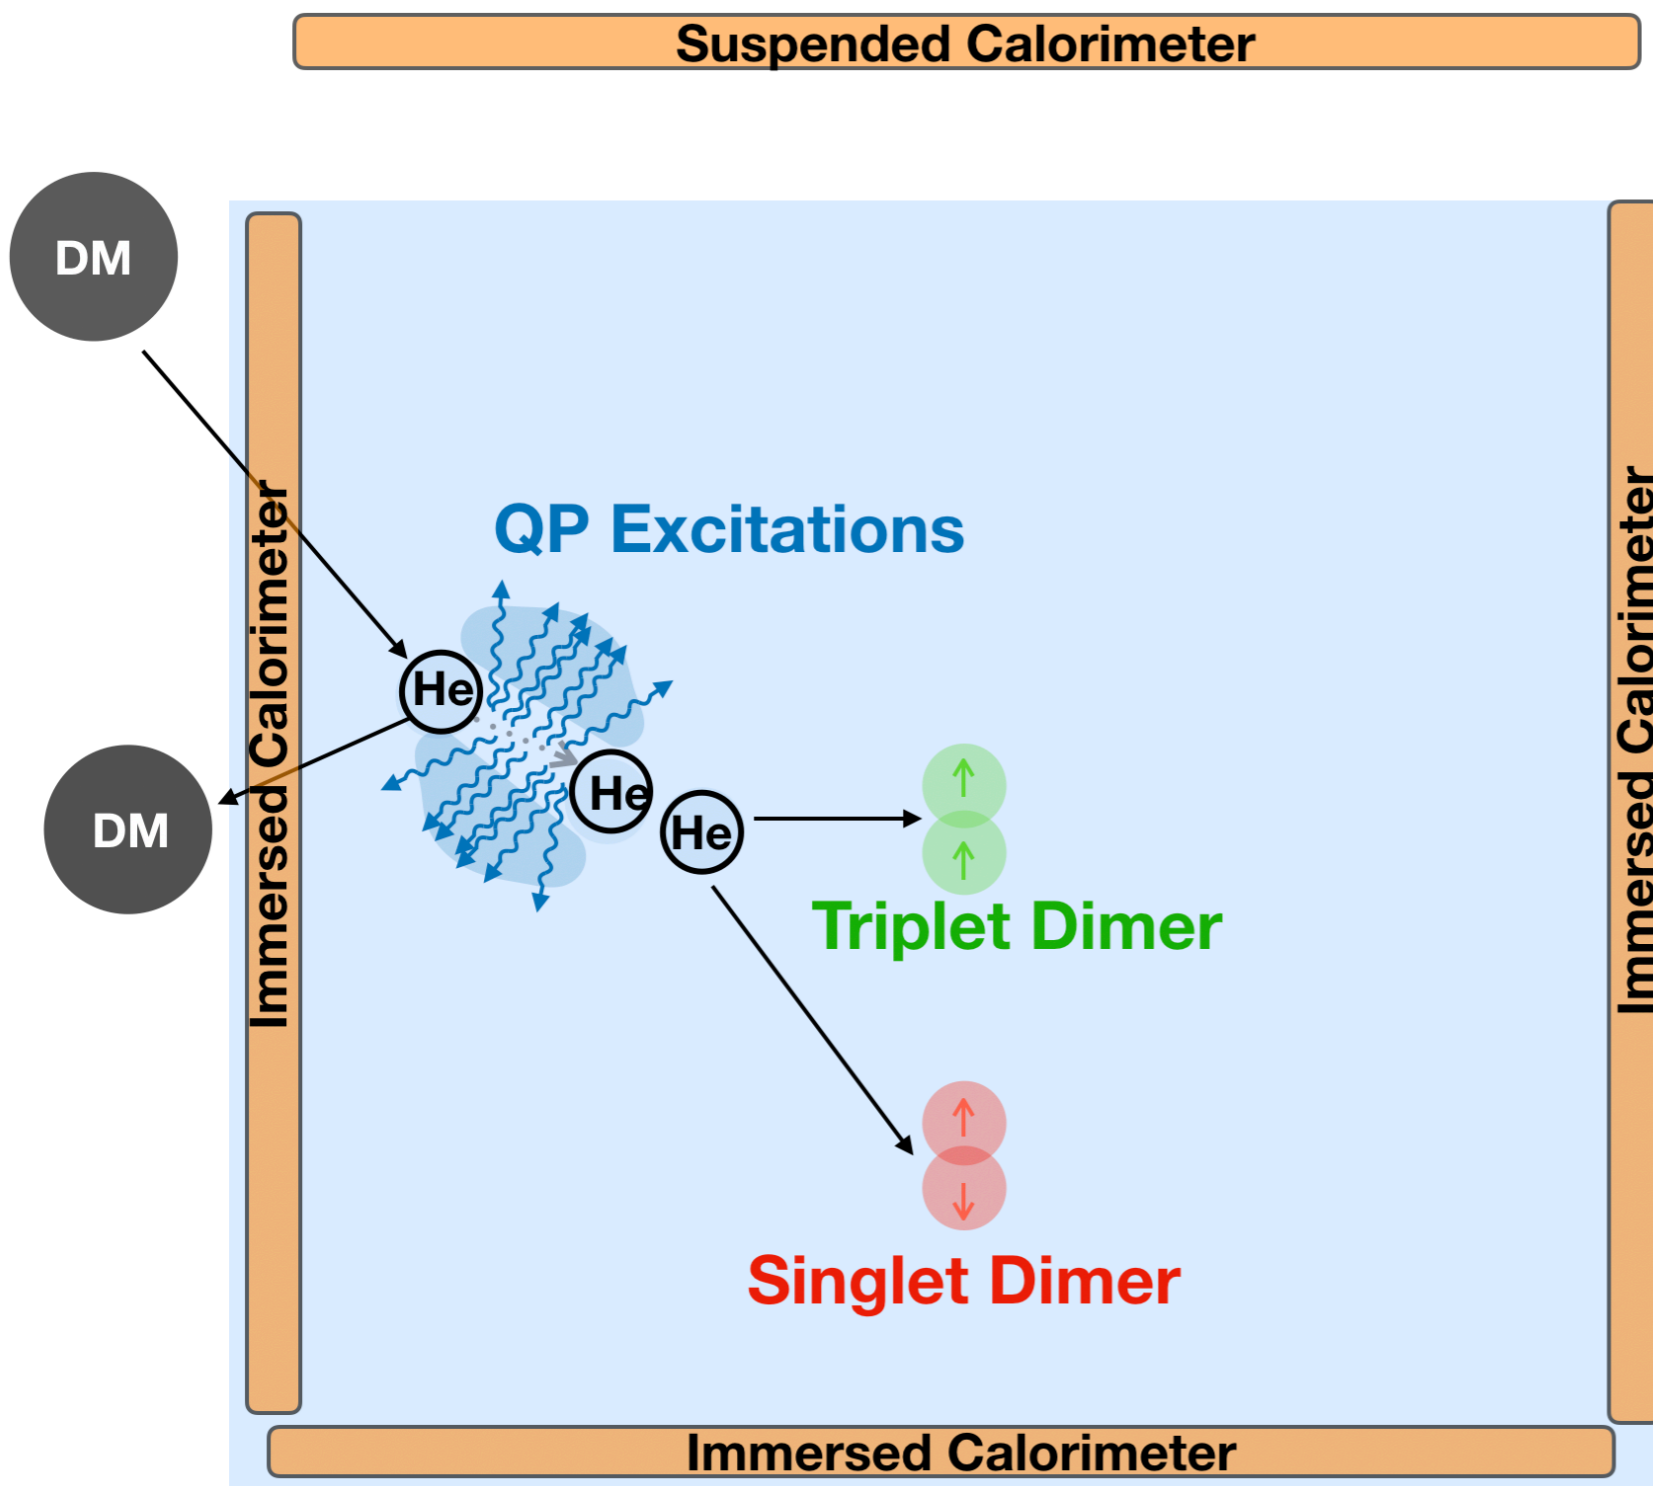 Suspended Calorimeter
DM
Immersed Calorimeter
Immersed Calorimeter
QP Excitations
He
He
He
DM
Triplet Dimer
Singlet Dimer
Immersed Calorimeter